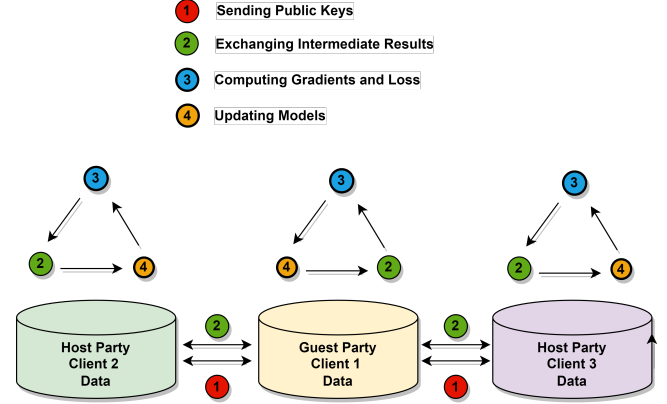 1 Sending Public Keys
2 Exchanging Intermediate Results
3 Computing Gradients and Loss
4 Updating Models
3
2
4
3
4
2
3
2
4
Host Party
Client 2
Data
2
1
Guest Party
Client 1
Data
2
1
Host Party
Client 3
Data